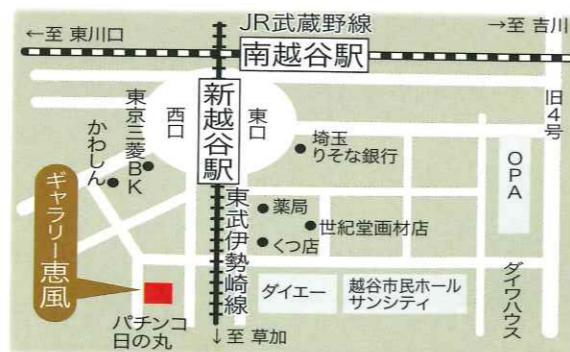 JR武蔵野線
←至 東川口
→至 吉川
南越谷駅
新越谷駅
西口
東口
旧4号
東京三菱BK
かわしん
埼玉
りそな銀行
OPA
ギャラリー恵風
東武伊勢崎線
薬局
世紀堂画材店
くつ店
ダイエー
越谷市民ホール
サンシティ
ダイワハウス
パチンコ
日の丸
↓至 草加